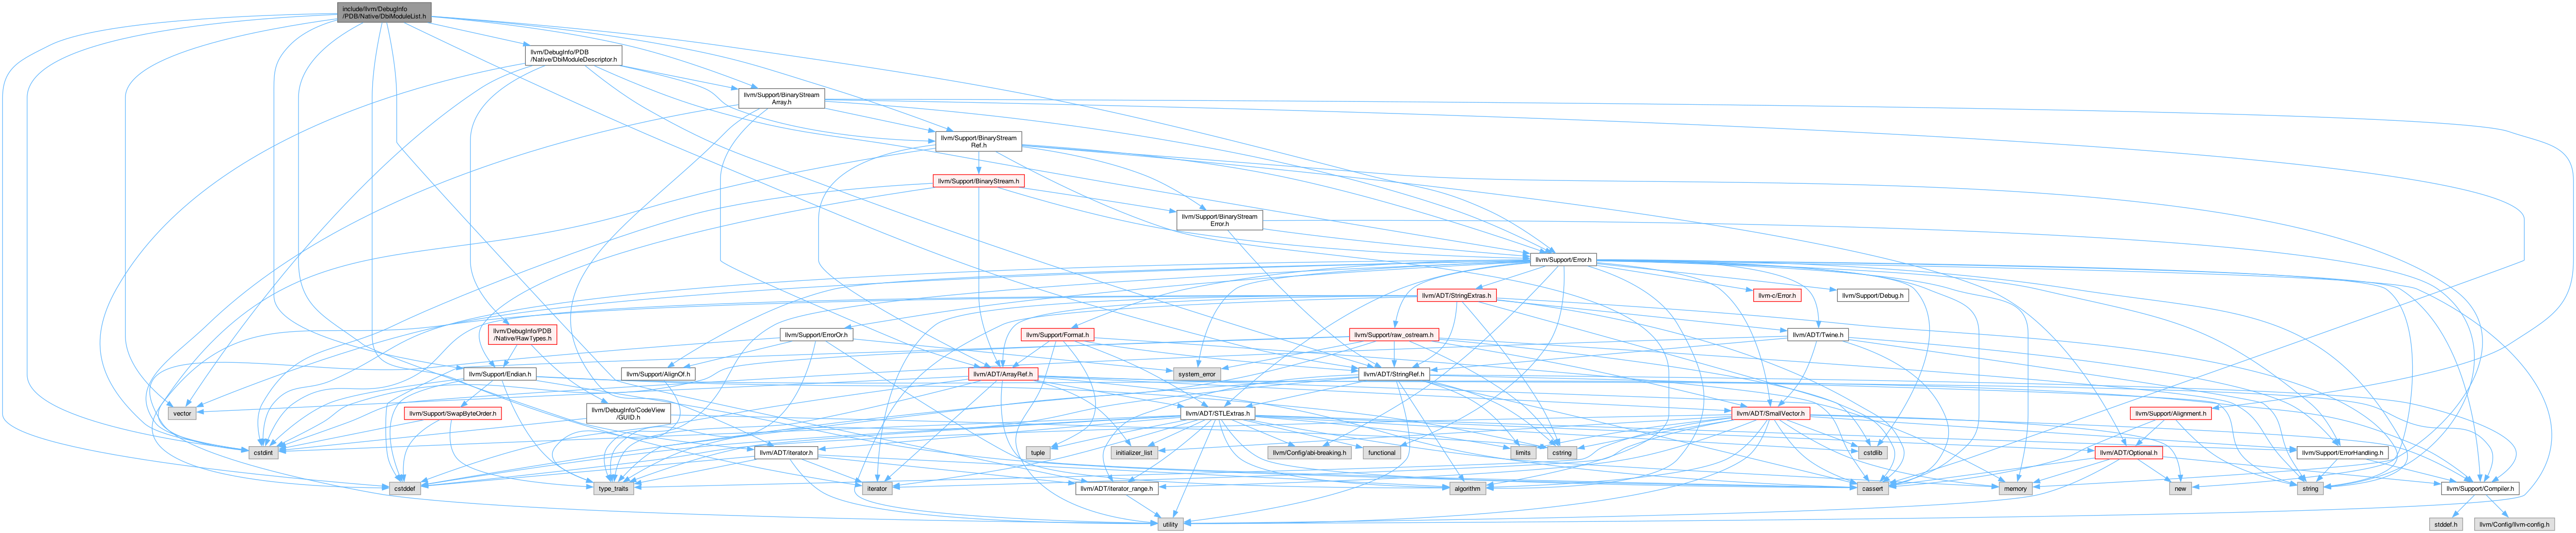 include/llvm/DebugInfo
/PDB/Native/DbiModuleList.h
llvm/DebugInfo/PDB
/Native/DbiModuleDescriptor.h
llvm/Support/BinaryStream
Array.h
llvm/Support/BinaryStream
Ref.h
llvm/Support/BinaryStream.h
llvm/Support/BinaryStream
Error.h
llvm/Support/Error.h
llvm/ADT/StringExtras.h
llvm-c/Error.h
llvm/Support/Debug.h
llvm/DebugInfo/PDB
/Native/RawTypes.h
llvm/Support/ErrorOr.h
llvm/Support/Format.h
llvm/Support/raw_ostream.h
llvm/ADT/Twine.h
llvm/Support/Endian.h
llvm/Support/AlignOf.h
llvm/ADT/ArrayRef.h
system_error
llvm/ADT/StringRef.h
vector
llvm/Support/SwapByteOrder.h
llvm/DebugInfo/CodeView
/GUID.h
llvm/ADT/STLExtras.h
llvm/ADT/SmallVector.h
llvm/Support/Alignment.h
cstdint
llvm/ADT/iterator.h
tuple
initializer_list
llvm/Config/abi-breaking.h
functional
limits
cstring
cstdlib
llvm/ADT/Optional.h
llvm/Support/ErrorHandling.h
cstddef
type_traits
iterator
llvm/ADT/iterator_range.h
algorithm
cassert
memory
new
string
llvm/Support/Compiler.h
utility
stddef.h
llvm/Config/llvm-config.h